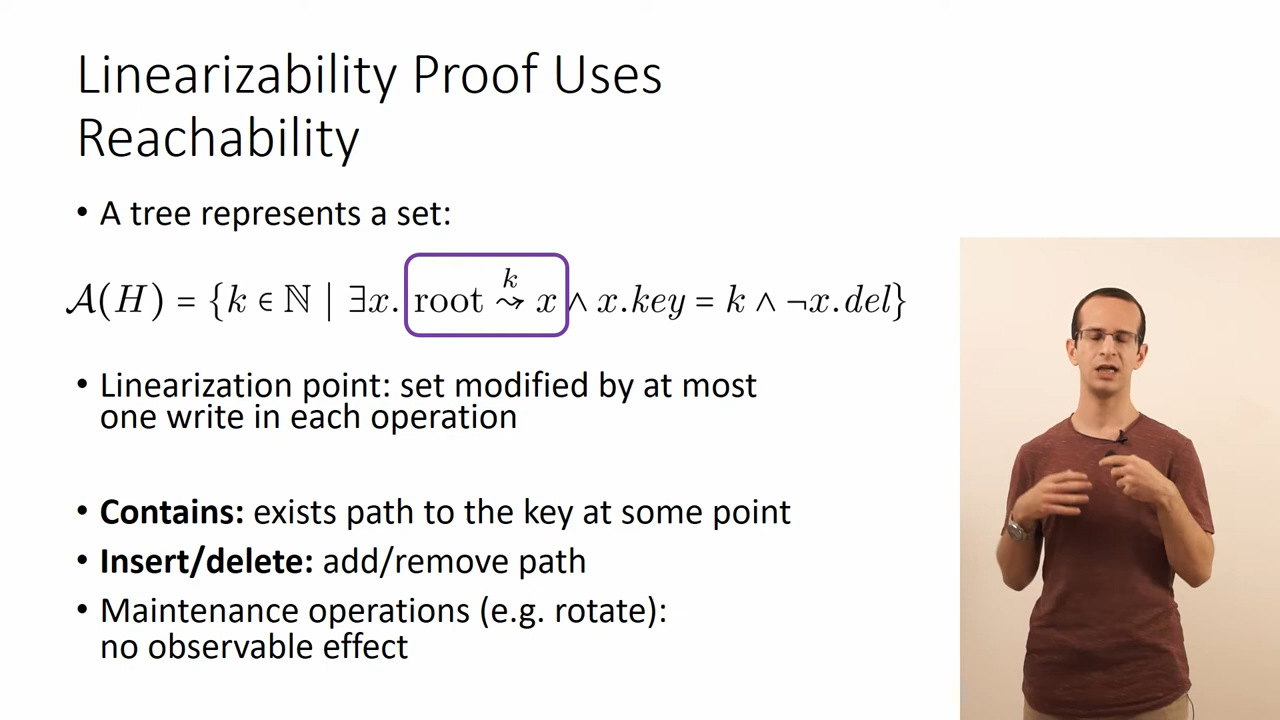 Linearizability Proof Uses
Reachability
• A tree represents a set:
𝒜(H) = {k ∈ ℕ | ∃x. root ⇝ᵏ x ∧ x.key = k ∧ ¬x.del}
• Linearization point: set modified by at most
one write in each operation
• Contains: exists path to the key at some point
• Insert/delete: add/remove path
• Maintenance operations (e.g. rotate):
no observable effect